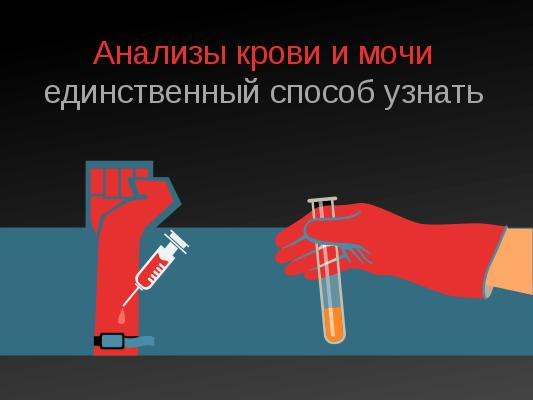 Анализы крови и мочи
единственный способ узнать